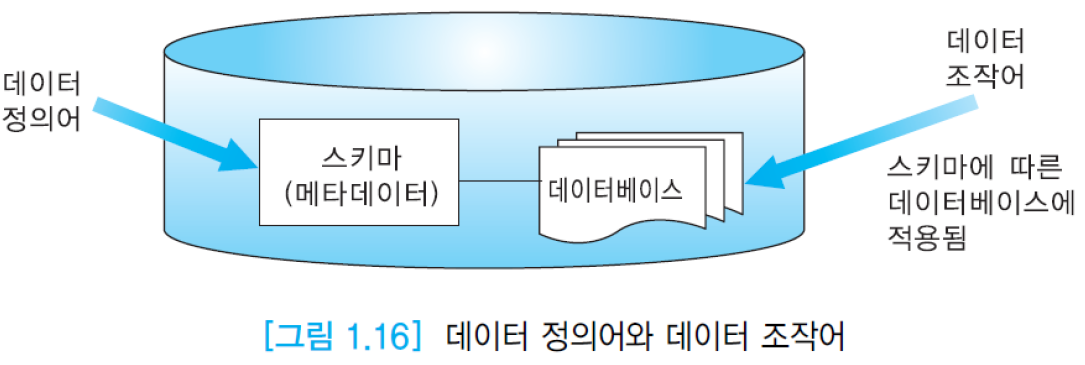 데이터
정의어
스키마
(메타데이터)
데이터베이스
데이터
조작어
스키마에 따른
데이터베이스에
적용됨
[그림 1.16] 데이터 정의어와 데이터 조작어